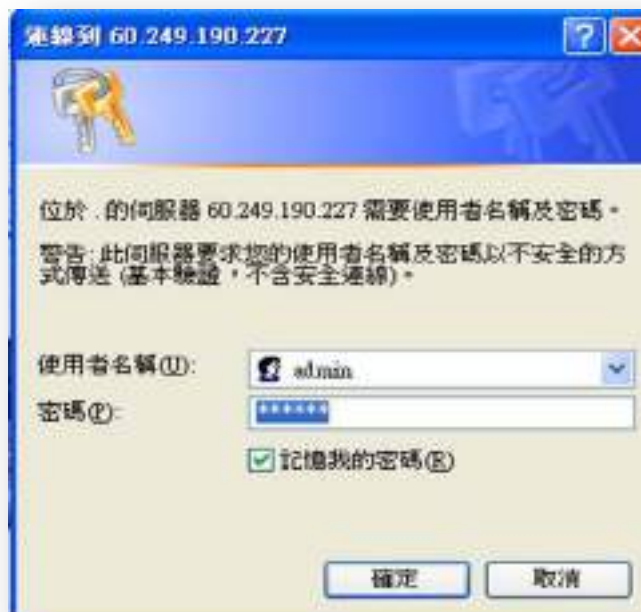 連線到 60.249.190.227
位於 . 的伺服器 60.249.190.227 需要使用者名稱及密碼。
警告: 此伺服器要求您的使用者名稱及密碼以不安全的方
式傳送 (基本驗證，不含安全連線)。
使用者名稱(U): admin
密碼(P): ******
記憶我的密碼(R)
確定 取消